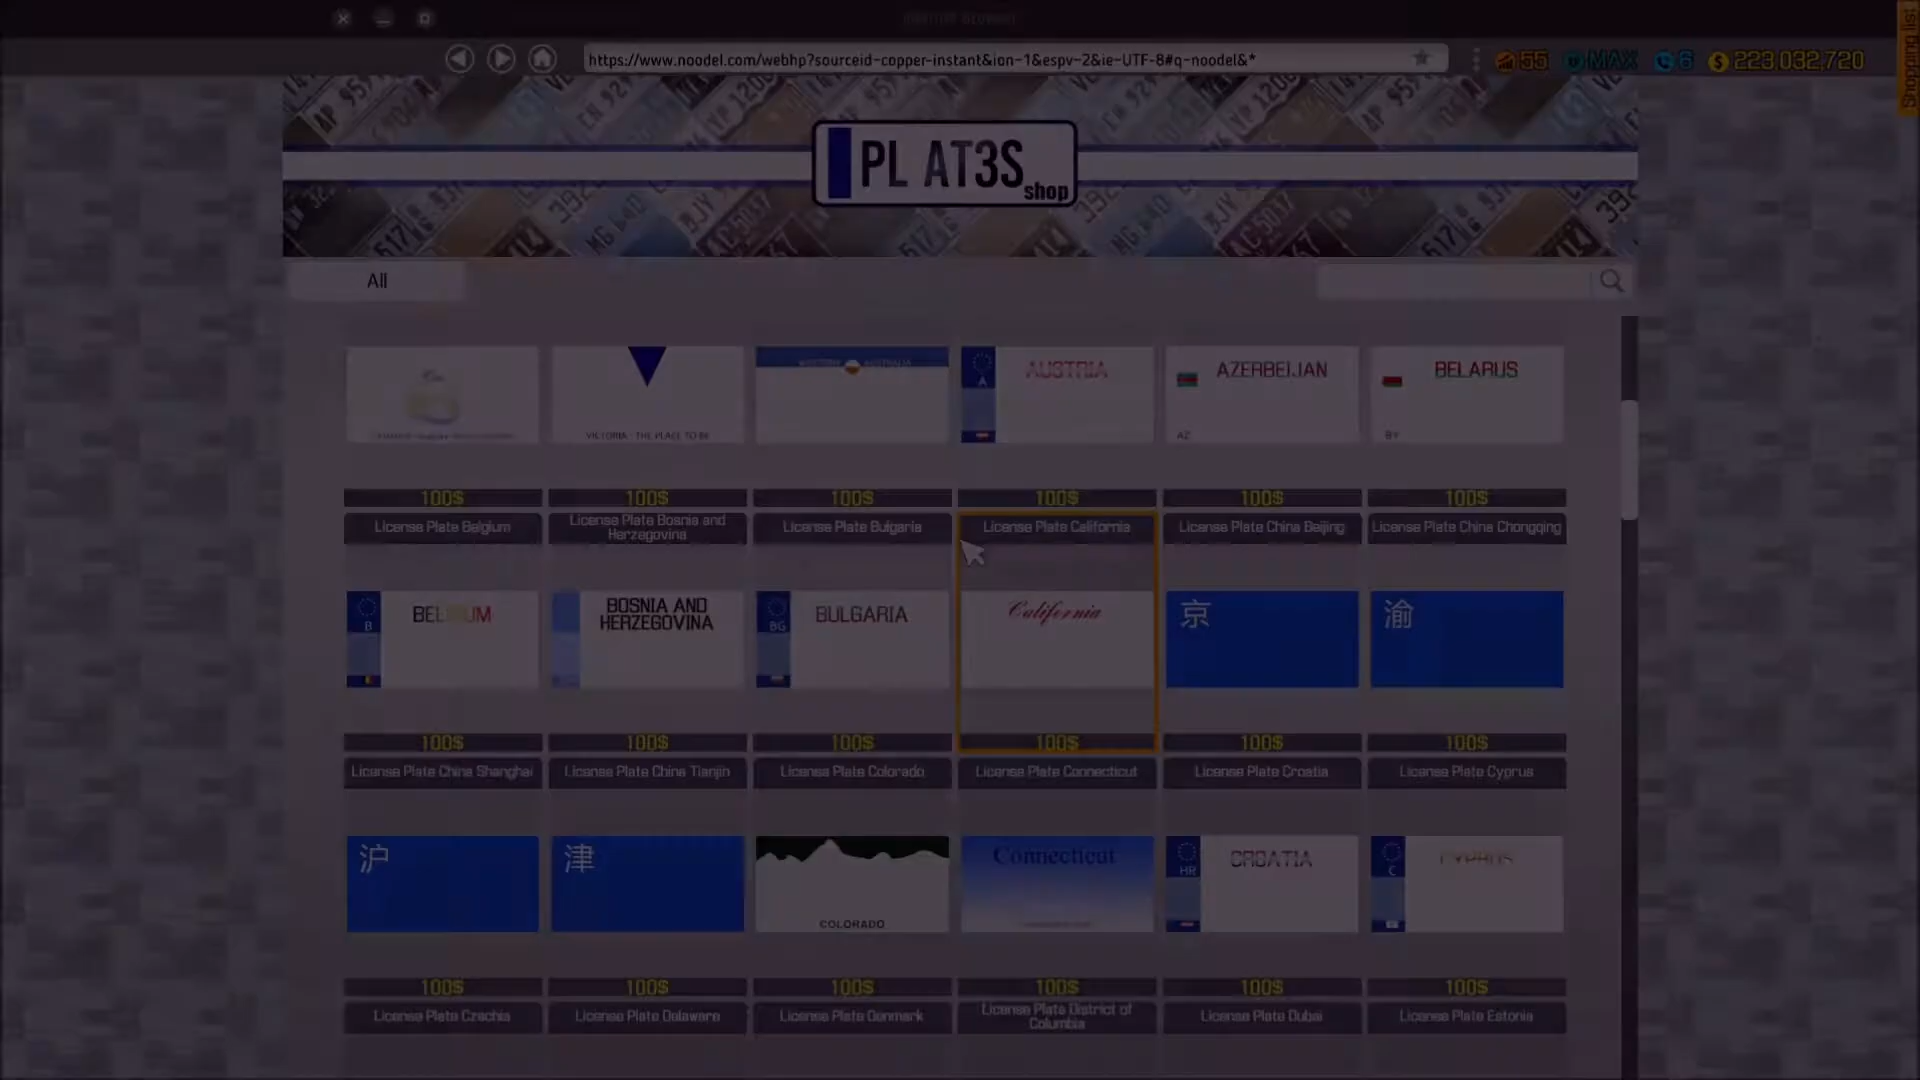 https://www.noodel.com/webhp?sourceid-copper-instant&ion-1&espv-2&ie-UTF-8#q-noodel&*
55
MAX
6
223 032,720
Shopping list
PL AT3S
shop
All
VICTORIA - THE PLACE TO BE
AUSTRALIA
A
AUSTRIA
AZERBEIJAN
AZ
BELARUS
BY
100$ 100$ 100$ 100$ 100$ 100$
License Plate Belgium
License Plate Bosnia and
Herzegovina
License Plate Bulgaria
License Plate California
License Plate China Beijing
License Plate China Chongqing
B
BELGIUM
BOSNIA AND
HERZEGOVINA
BG
BULGARIA
California
京
渝
100$ 100$ 100$ 100$ 100$ 100$
License Plate China Shanghai
License Plate China Tianjin
License Plate Colorado
License Plate Connecticut
License Plate Croatia
License Plate Cyprus
沪
津
COLORADO
Connecticut
HR
CROATIA
C
CYPRUS
100$ 100$ 100$ 100$ 100$ 100$
License Plate Czechia
License Plate Delaware
License Plate Denmark
License Plate District of
Columbia
License Plate Dubai
License Plate Estonia